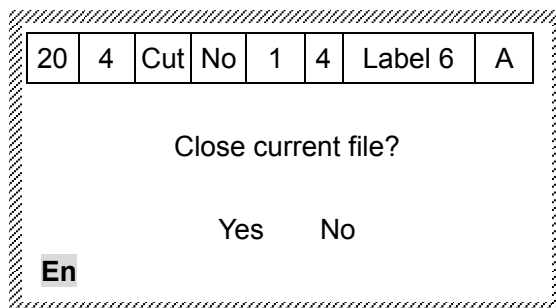 20 4 Cut No 1 4 Label 6 A
Close current file?
Yes No
En